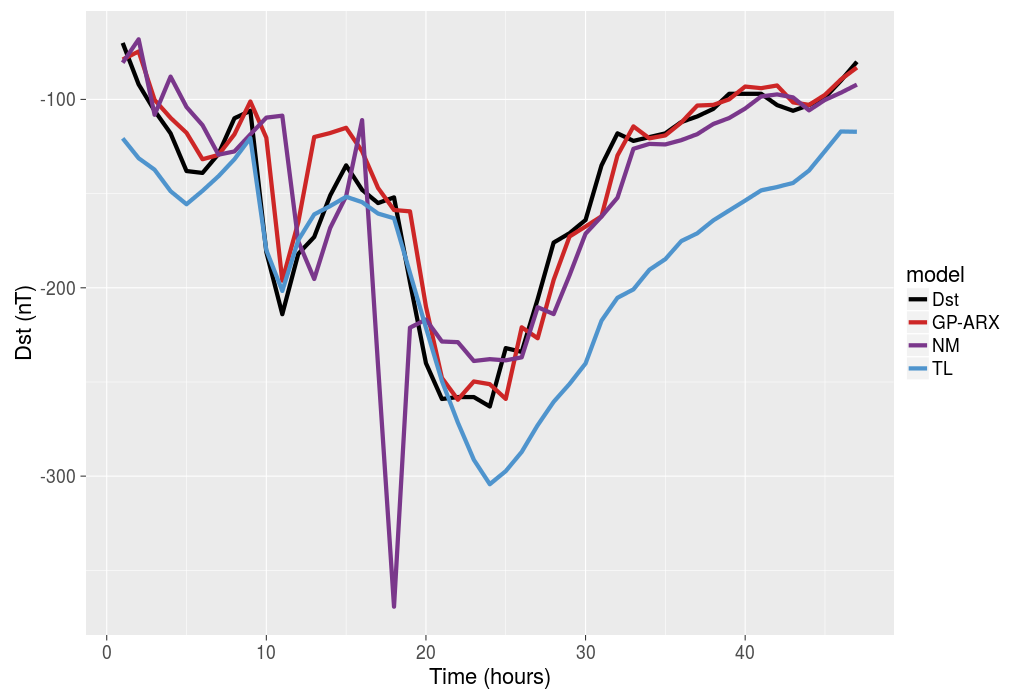 Dst (nT)
-100
-200
-300
0 10 20 30 40
Time (hours)
model
Dst
GP-ARX
NM
TL